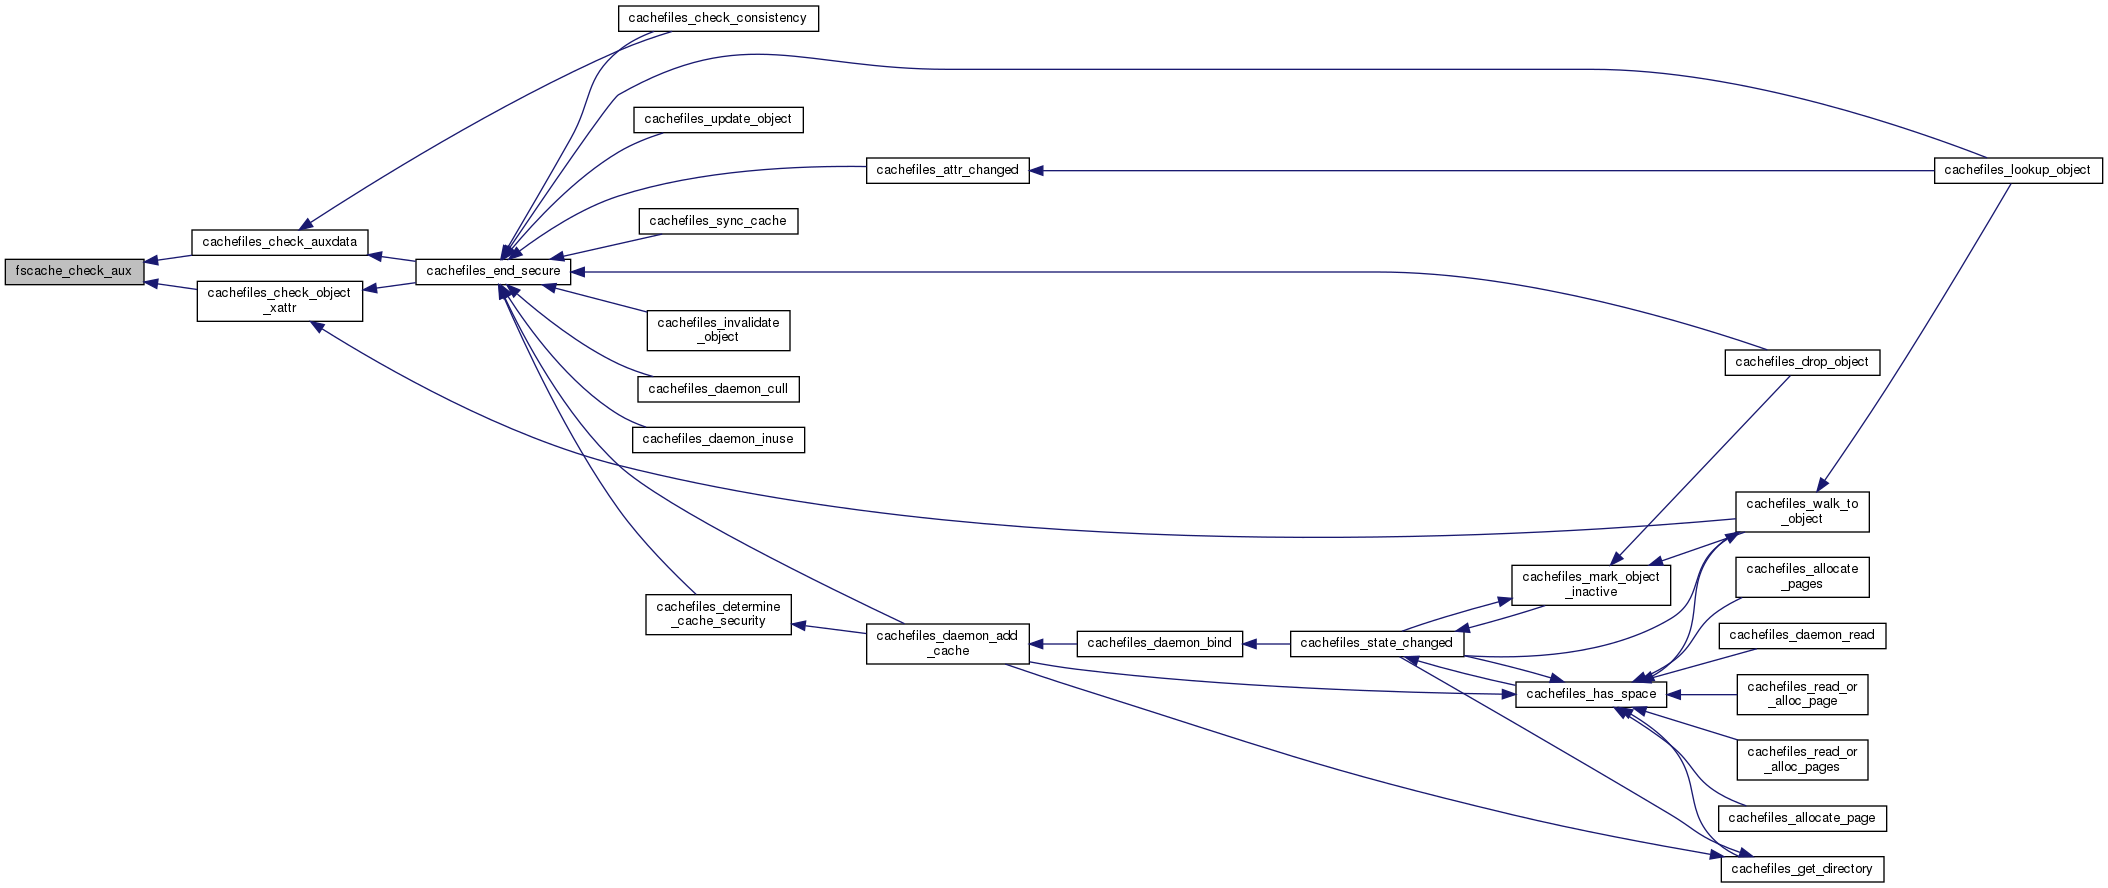 cachefiles_check_consistency
cachefiles_update_object
cachefiles_attr_changed
cachefiles_lookup_object
cachefiles_sync_cache
cachefiles_check_auxdata
fscache_check_aux
cachefiles_end_secure
cachefiles_check_object
_xattr
cachefiles_invalidate
_object
cachefiles_drop_object
cachefiles_daemon_cull
cachefiles_daemon_inuse
cachefiles_walk_to
_object
cachefiles_allocate
_pages
cachefiles_mark_object
_inactive
cachefiles_determine
_cache_security
cachefiles_daemon_add
_cache
cachefiles_daemon_bind
cachefiles_state_changed
cachefiles_daemon_read
cachefiles_has_space
cachefiles_read_or
_alloc_page
cachefiles_read_or
_alloc_pages
cachefiles_allocate_page
cachefiles_get_directory